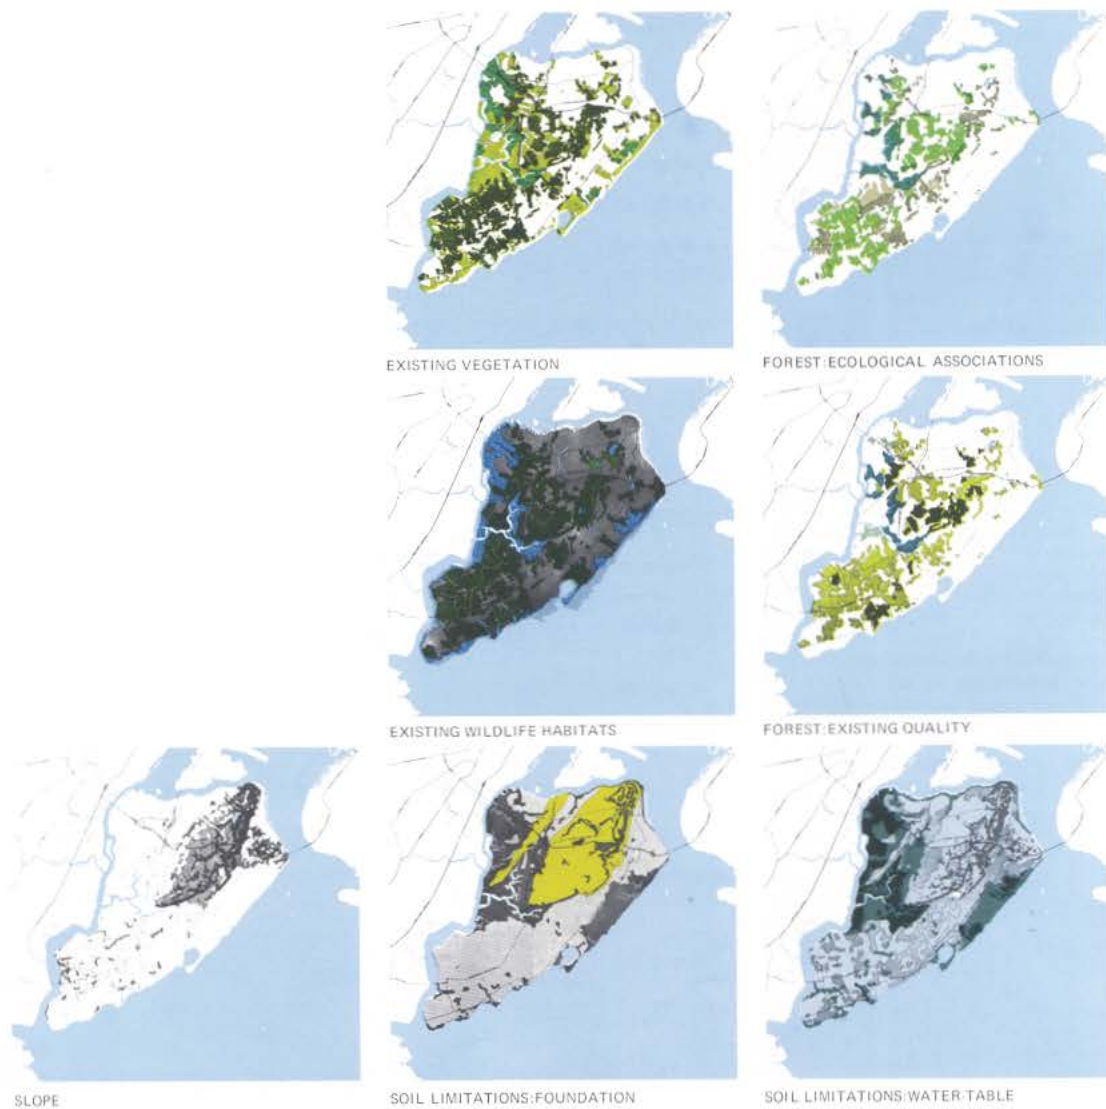 EXISTING VEGETATION
FOREST:ECOLOGICAL ASSOCIATIONS
EXISTING WILDLIFE HABITATS
FOREST:EXISTING QUALITY
SLOPE
SOIL LIMITATIONS:FOUNDATION
SOIL LIMITATIONS:WATER-TABLE